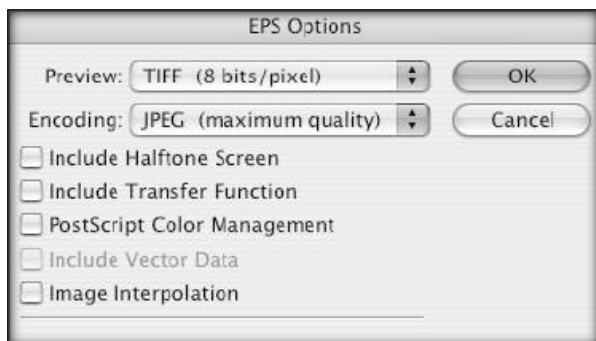 EPS Options
Preview: TIFF (8 bits/pixel) OK
Encoding: JPEG (maximum quality) Cancel
Include Halftone Screen
Include Transfer Function
PostScript Color Management
Include Vector Data
Image Interpolation